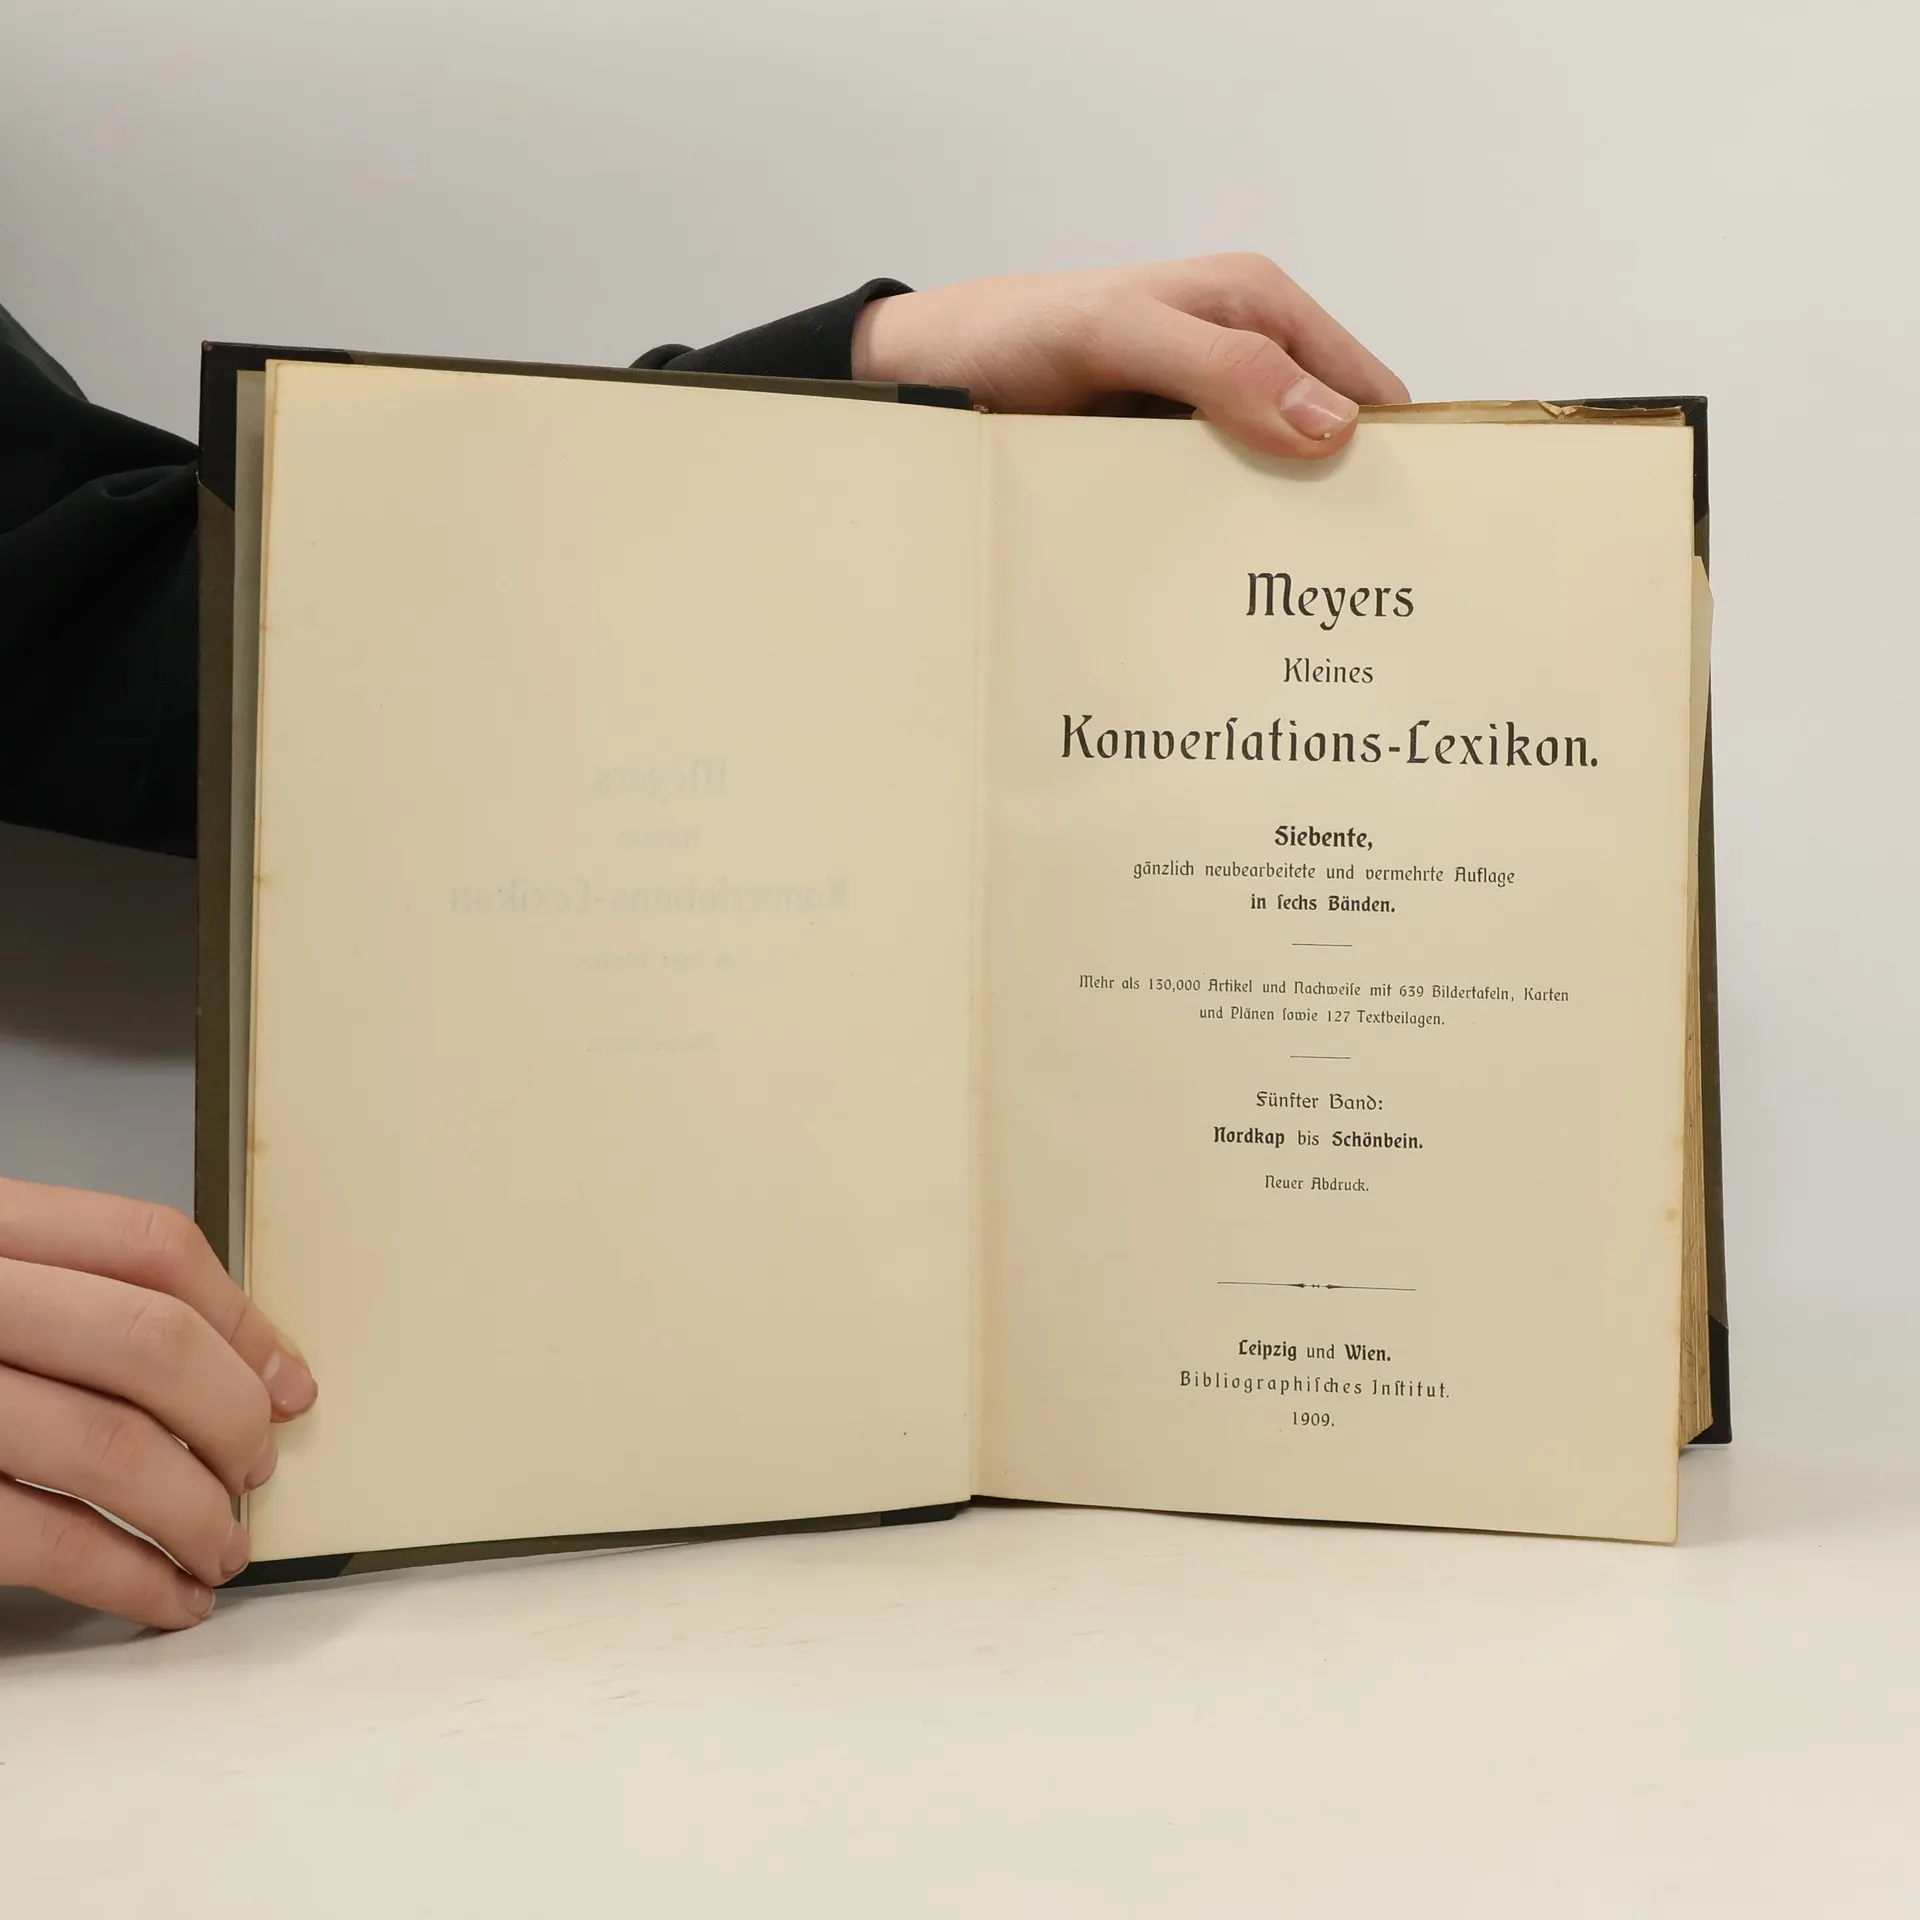 Meyers
Kleines
Konverſations-Lexikon.
Siebente,
gänzlich neubearbeitete und vermehrte Auflage
in ſechs Bänden.
Mehr als 130,000 Artikel und Nachweiſe mit 639 Bildertafeln, Karten
und Plänen ſowie 127 Textbeilagen.
Fünfter Band:
Nordkap bis Schönbein.
Neuer Abdruck.
Leipzig und Wien.
Bibliographiſches Inſtitut.
1909.